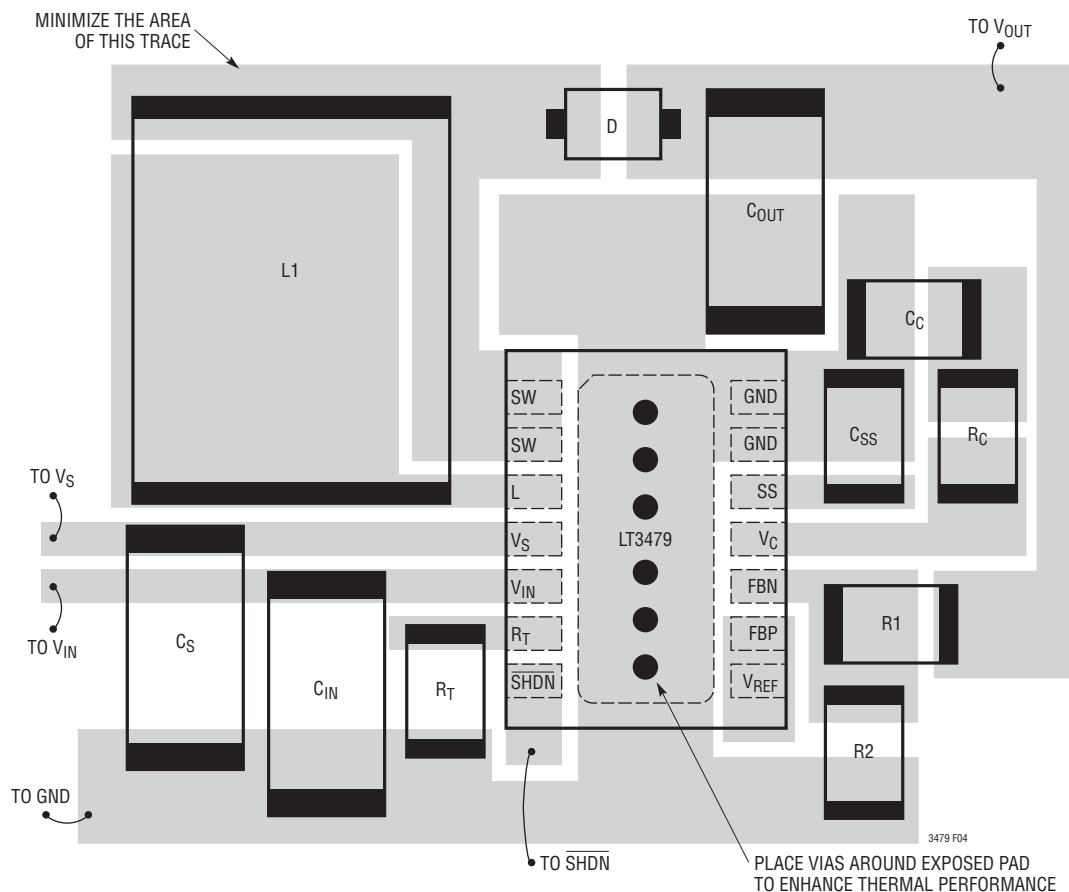 MINIMIZE THE AREA
OF THIS TRACE
TO VOUT
D
COUT
L1
CC
SW
GND
CSS
RC
SW
GND
TO VS
L
SS
VS
LT3479
VC
VIN
FBN
TO VIN
CS
RT
FBP
R1
CIN
RT
SHDN
VREF
R2
TO GND
3479 F04
TO SHDN
PLACE VIAS AROUND EXPOSED PAD
TO ENHANCE THERMAL PERFORMANCE